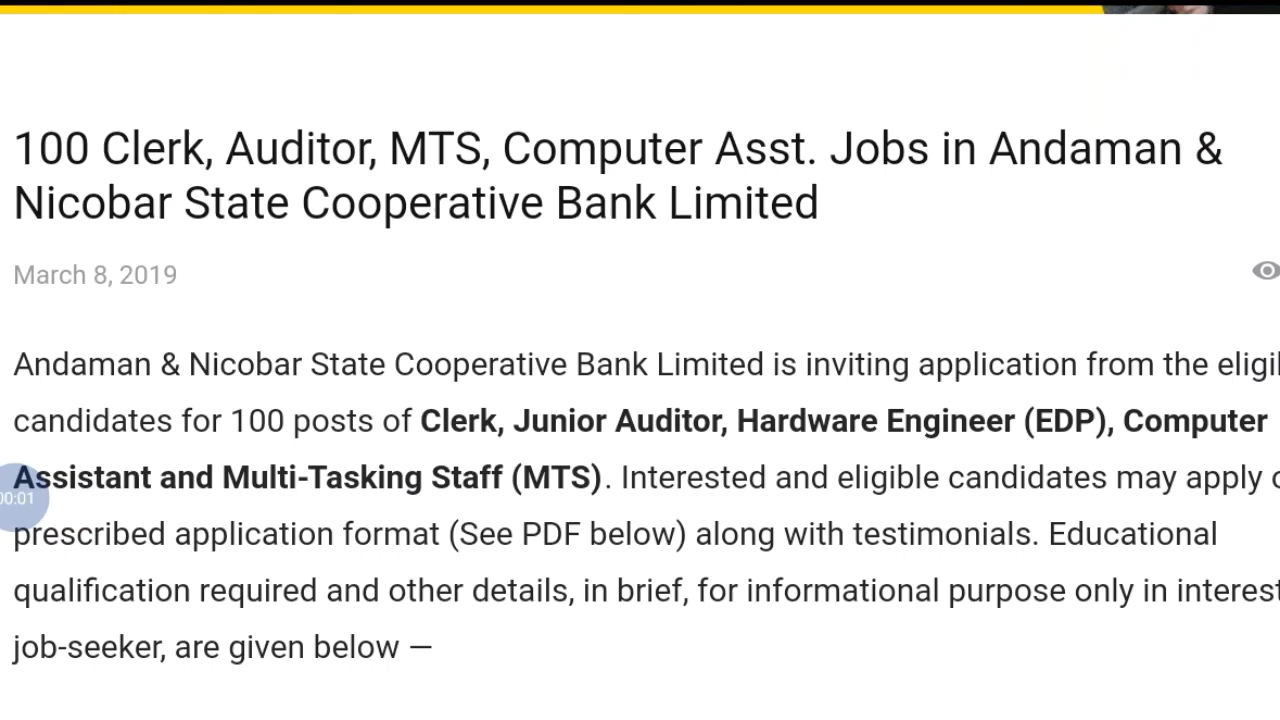 100 Clerk, Auditor, MTS, Computer Asst. Jobs in Andaman &
Nicobar State Cooperative Bank Limited
March 8, 2019
Andaman & Nicobar State Cooperative Bank Limited is inviting application from the
candidates for 100 posts of Clerk, Junior Auditor, Hardware Engineer (EDP), Computer
Assistant and Multi-Tasking Staff (MTS). Interested and eligible candidates may apply
00:01
prescribed application format (See PDF below) along with testimonials. Educational
qualification required and other details, in brief, for informational purpose only in interest
job-seeker, are given below —